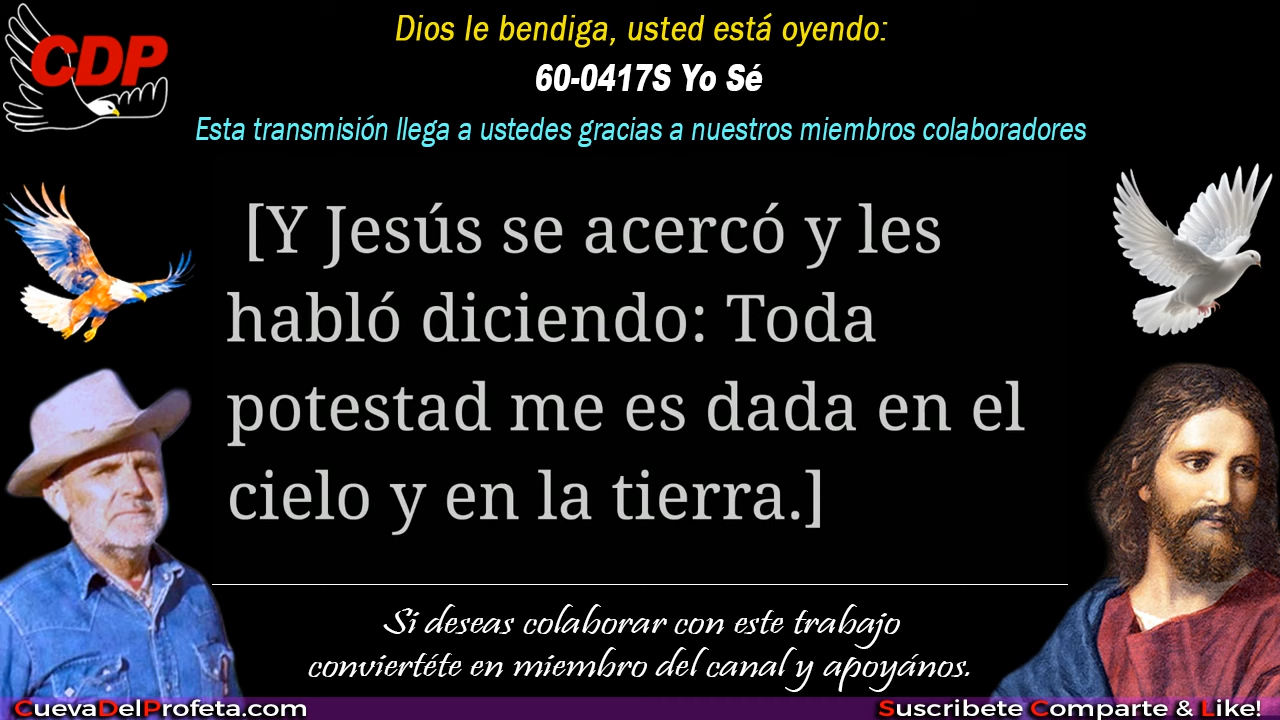 CDP
Dios le bendiga, usted está oyendo:
60-0417S Yo Sé
Esta transmisión llega a ustedes gracias a nuestros miembros colaboradores
[Y Jesús se acercó y les
habló diciendo: Toda
potestad me es dada en el
cielo y en la tierra.]
Si deseas colaborar con este trabajo
conviertéte en miembro del canal y apoyános.
CuevaDelProfeta.com
Suscribete Comparte & Like!